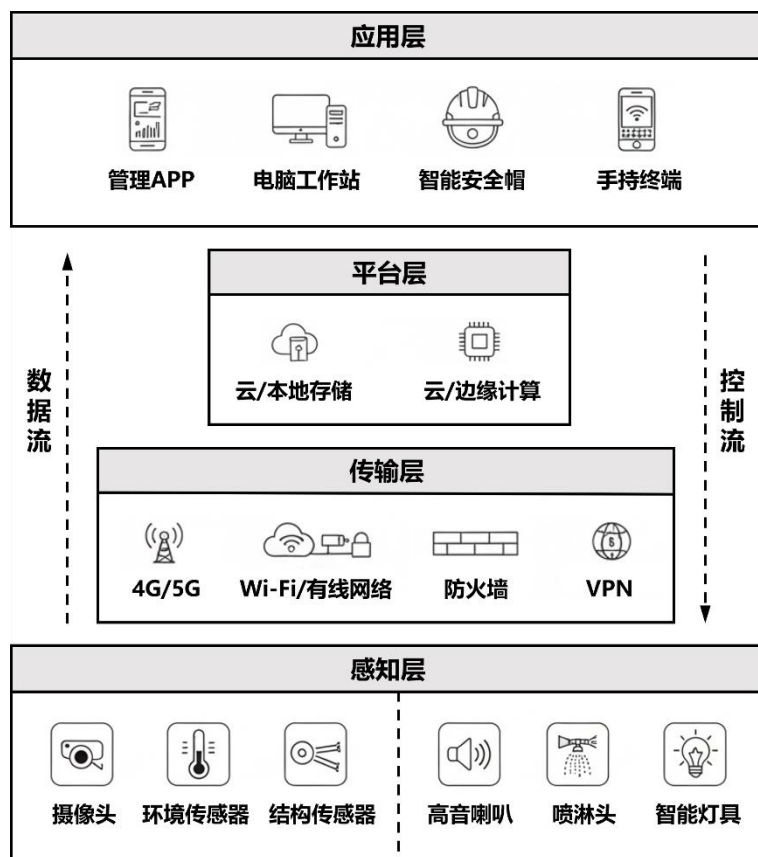 应用层
管理APP
电脑工作站
智能安全帽
手持终端
平台层
云/本地存储
云/边缘计算
数据流
控制流
传输层
4G/5G
Wi-Fi/有线网络
防火墙
VPN
感知层
摄像头
环境传感器
结构传感器
高音喇叭
喷淋头
智能灯具